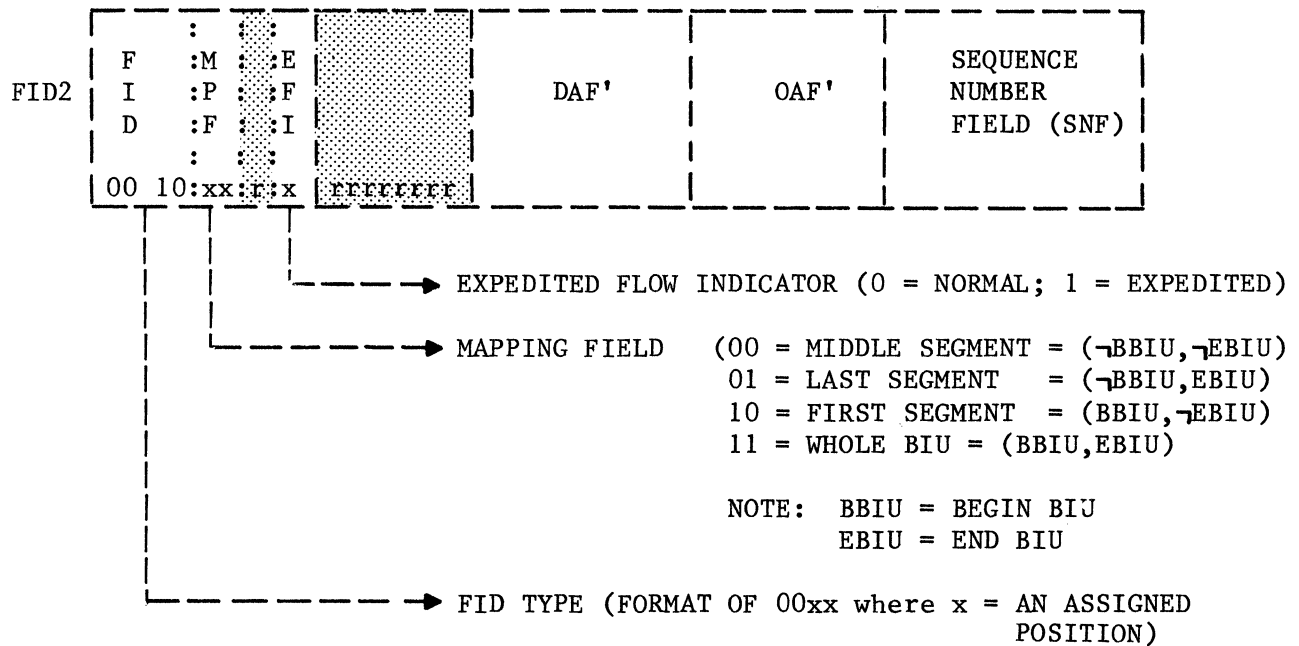 F :M : :E SEQUENCE
FID2 I :P : :F DAF' OAF' NUMBER
D :F : :I FIELD (SNF)
00 10:xx:r:x rrrrrrrr
EXPEDITED FLOW INDICATOR (0 = NORMAL; 1 = EXPEDITED)
MAPPING FIELD (00 = MIDDLE SEGMENT = (¬BBIU,¬EBIU)
01 = LAST SEGMENT = (¬BBIU,EBIU)
10 = FIRST SEGMENT = (BBIU,¬EBIU)
11 = WHOLE BIU = (BBIU,EBIU)
NOTE: BBIU = BEGIN BIU
EBIU = END BIU
FID TYPE (FORMAT OF 00xx where x = AN ASSIGNED
POSITION)